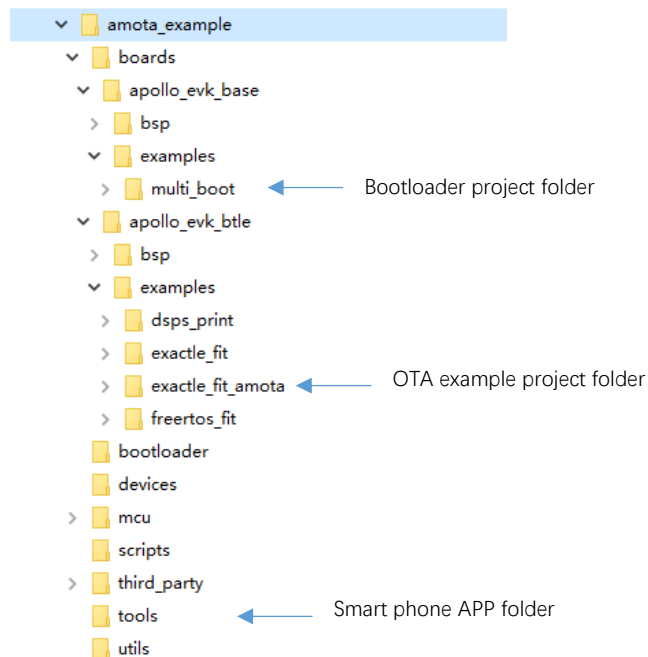 amota_example
boards
apollo_evk_base
bsp
examples
multi_boot Bootloader project folder
apollo_evk_btle
bsp
examples
dsps_print
exactle_fit
exactle_fit_amota OTA example project folder
freertos_fit
bootloader
devices
mcu
scripts
third_party
tools Smart phone APP folder
utils